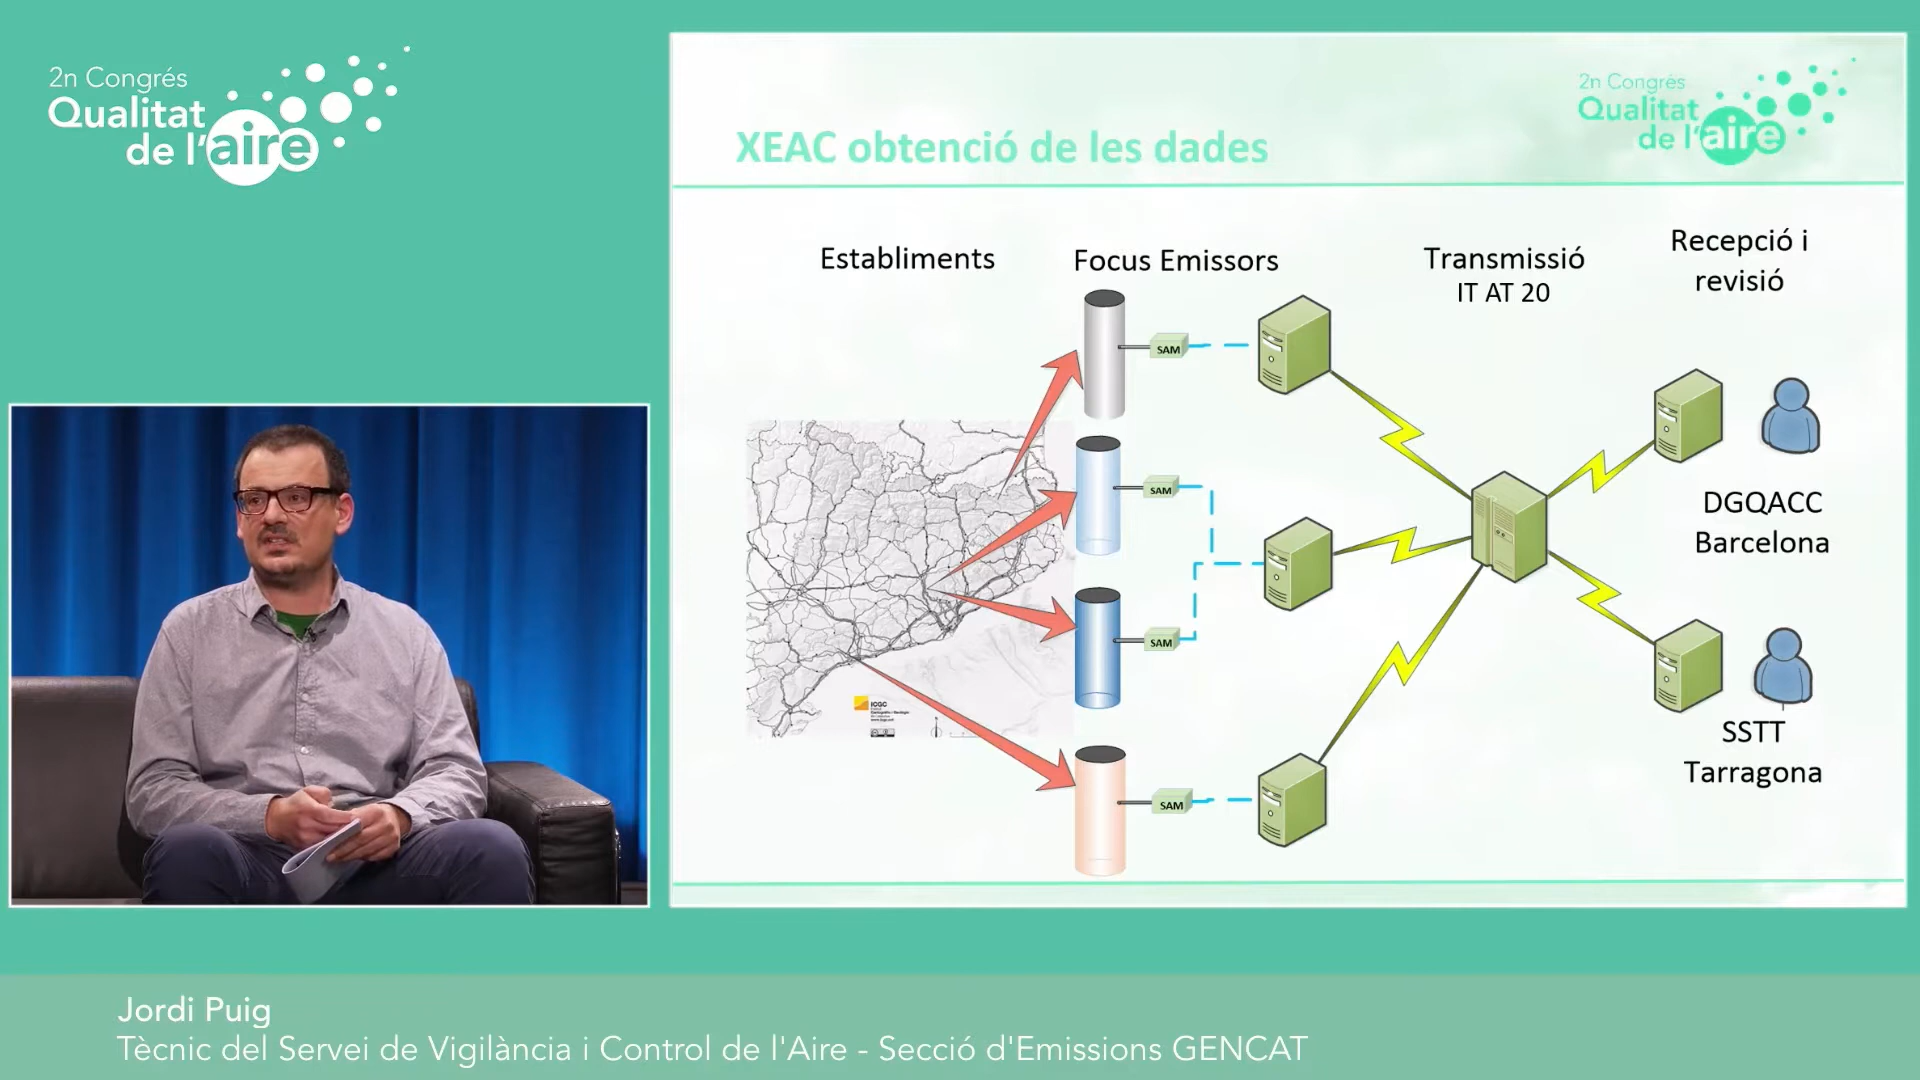 2n Congrés
Qualitat
de l'aire
2n Congrés
Qualitat
de l'aire
XEAC obtenció de les dades
Establiments
Focus Emissors
Transmissió
IT AT 20
Recepció i
revisió
SAM
SAM
SAM
SAM
DGQACC
Barcelona
SSTT
Tarragona
ICGC
Jordi Puig
Tècnic del Servei de Vigilància i Control de l'Aire - Secció d'Emissions GENCAT